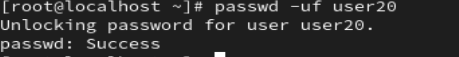 [root@localhost ~]# passwd -uf user20
Unlocking password for user user20.
passwd: Success